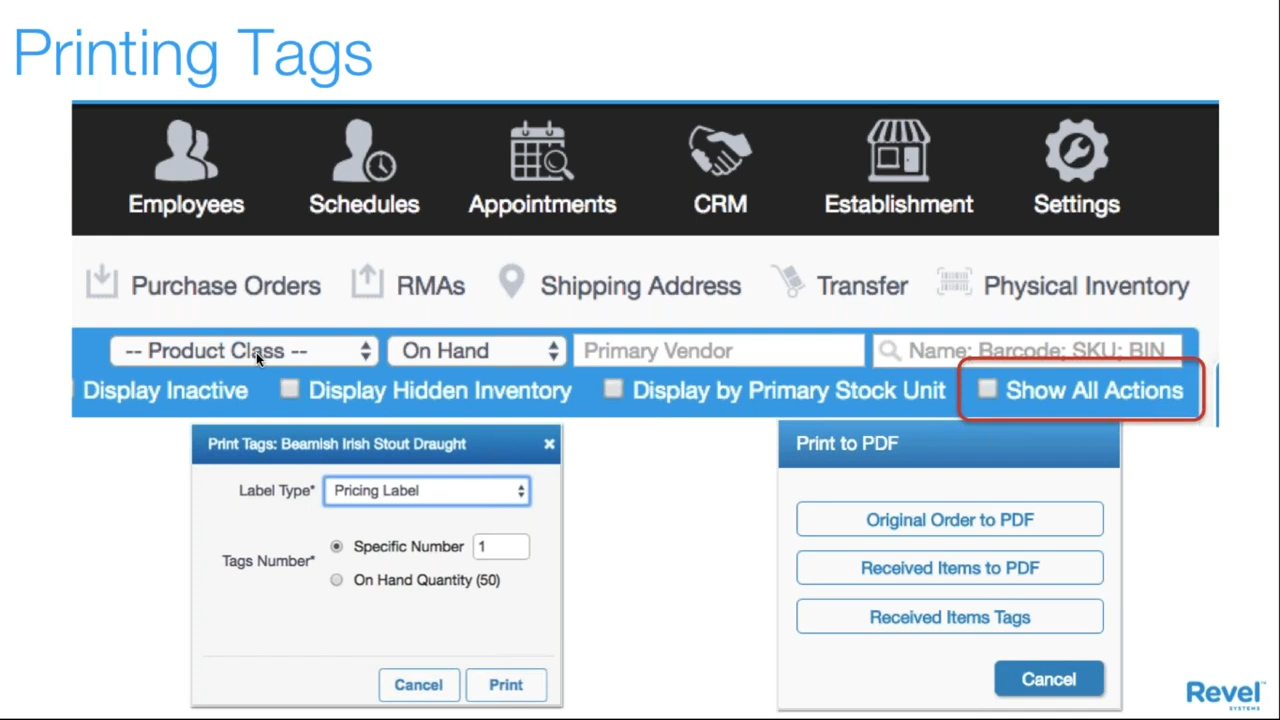 Printing Tags
Employees Schedules Appointments CRM Establishment Settings
Purchase Orders RMAs Shipping Address Transfer Physical Inventory
-- Product Class -- On Hand Primary Vendor Name; Barcode; SKU; BIN
Display Inactive Display Hidden Inventory Display by Primary Stock Unit Show All Actions
Print Tags: Beamish Irish Stout Draught ×
Label Type* Pricing Label
Tags Number* Specific Number 1
On Hand Quantity (50)
Cancel Print
Print to PDF
Original Order to PDF
Received Items to PDF
Received Items Tags
Cancel
Revel™
SYSTEMS